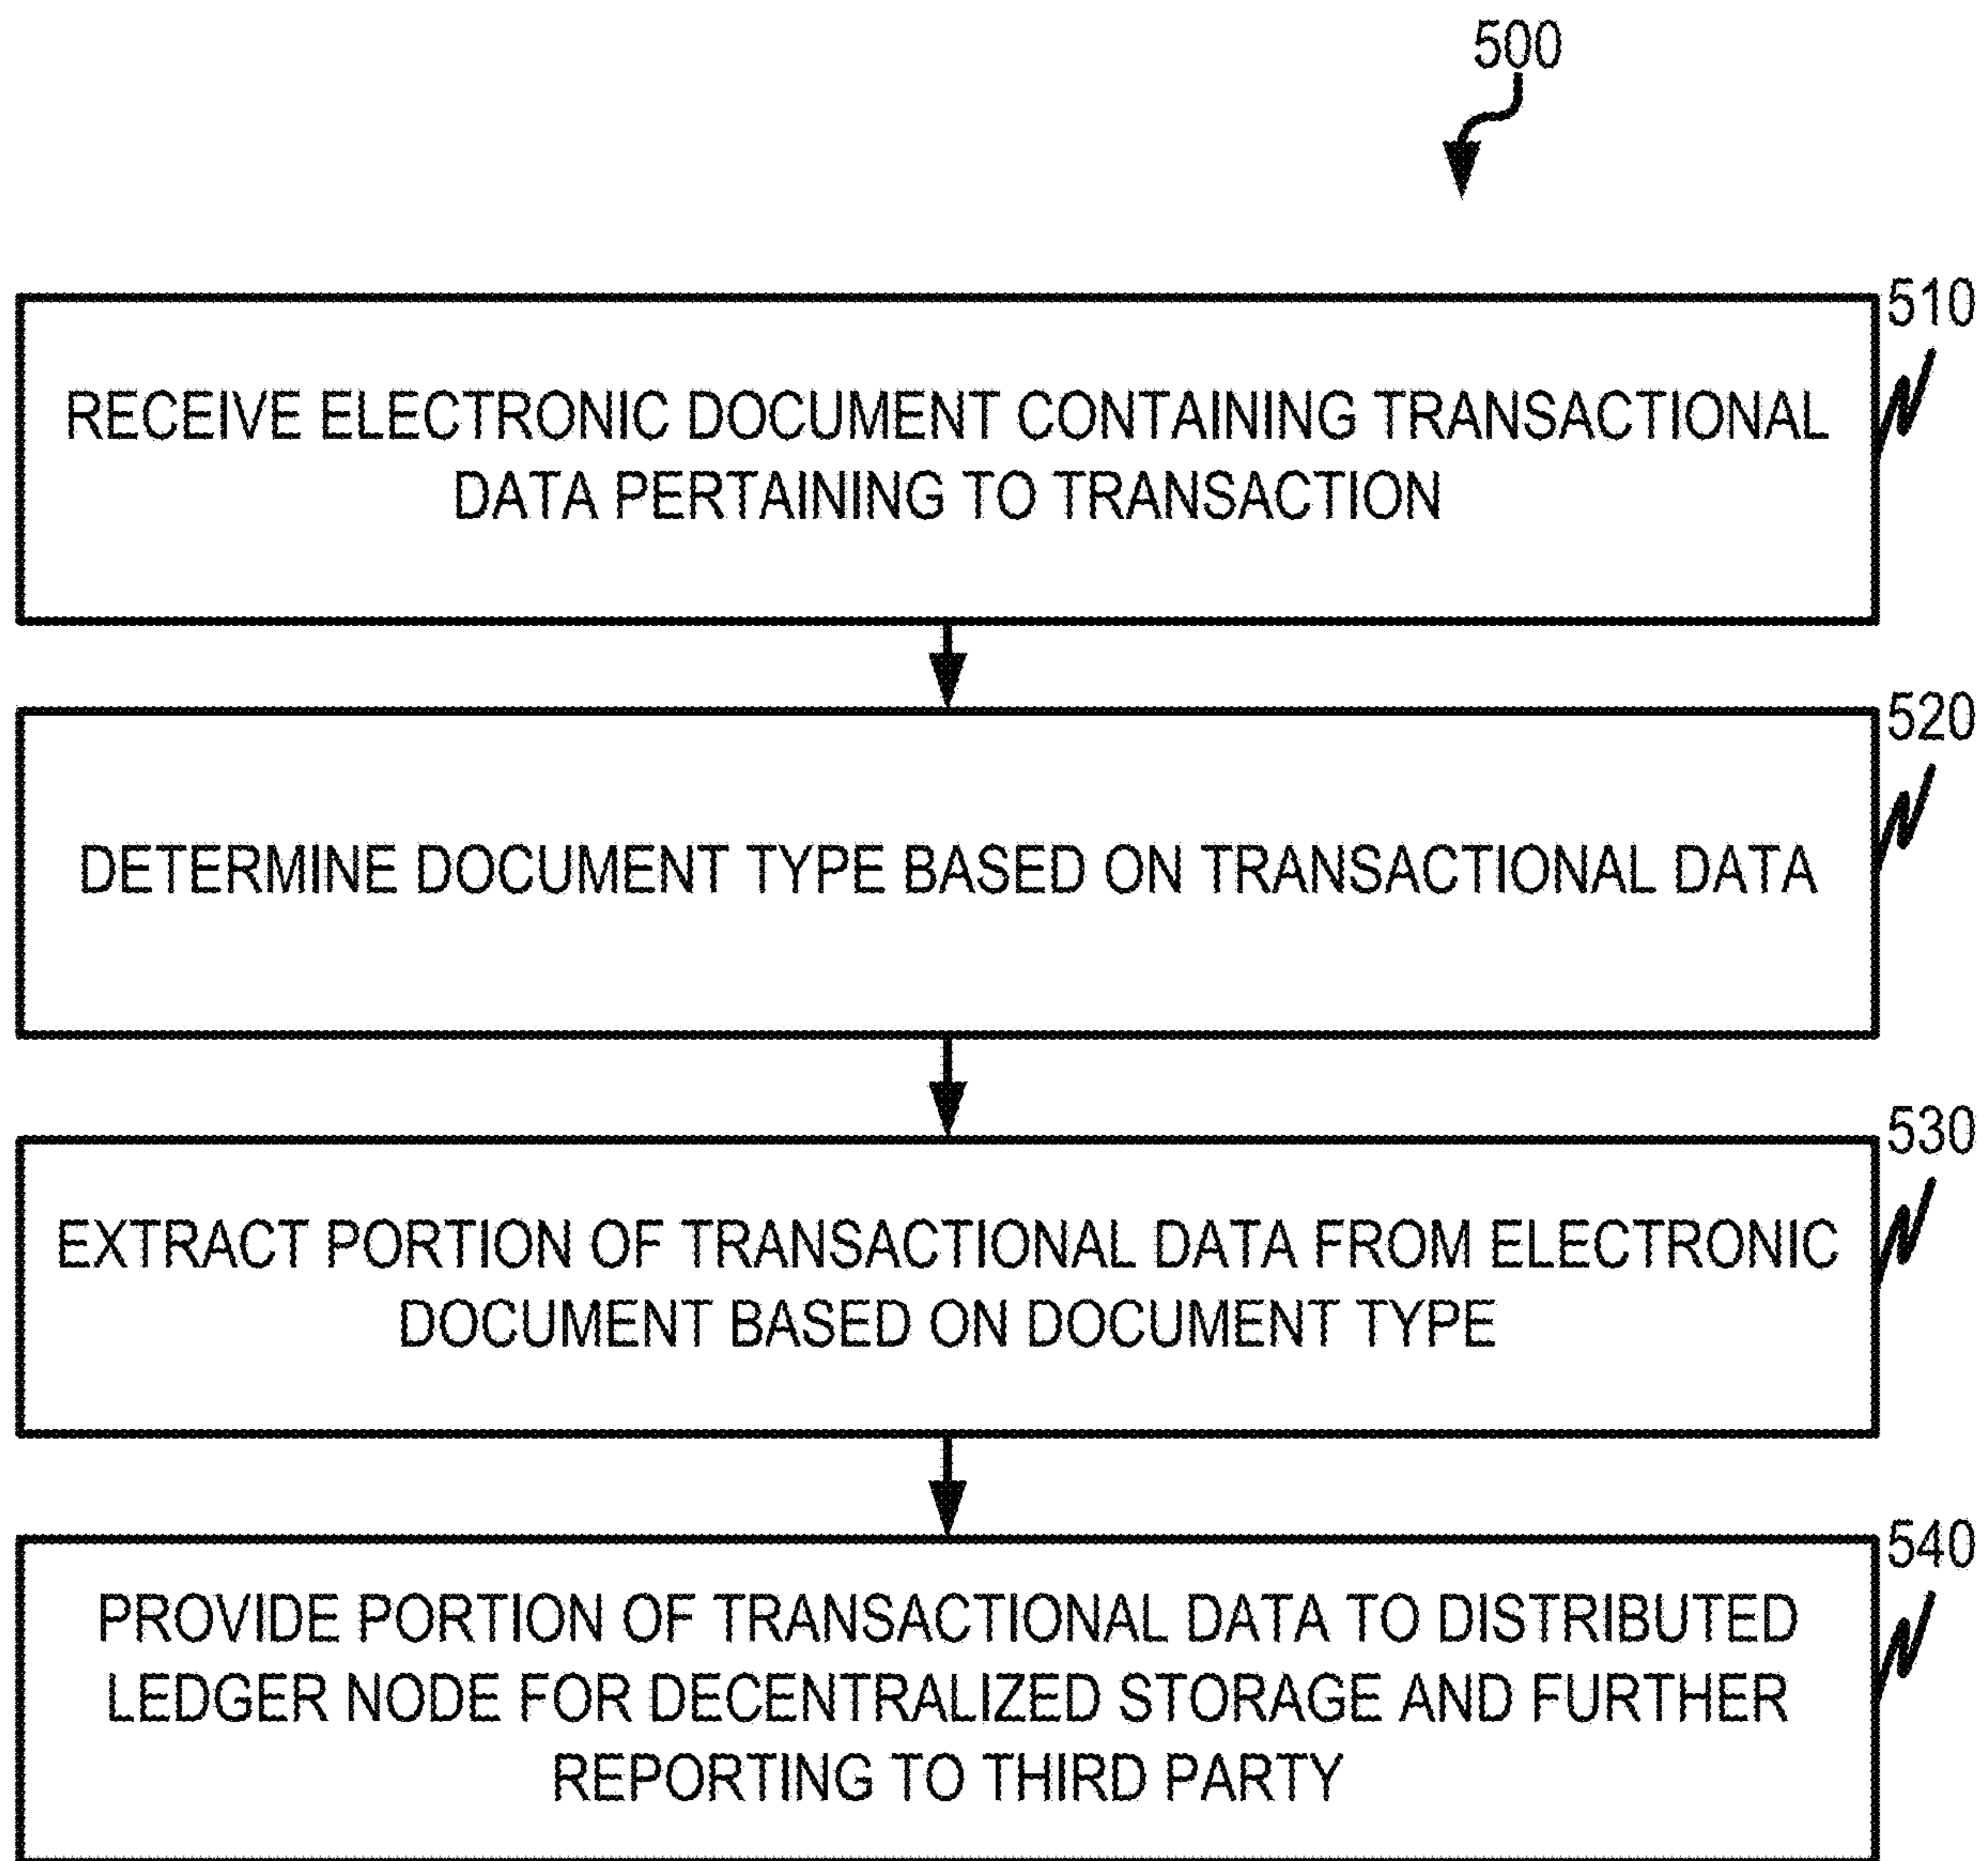 500
510
RECEIVE ELECTRONIC DOCUMENT CONTAINING TRANSACTIONAL
DATA PERTAINING TO TRANSACTION
520
DETERMINE DOCUMENT TYPE BASED ON TRANSACTIONAL DATA
530
EXTRACT PORTION OF TRANSACTIONAL DATA FROM ELECTRONIC
DOCUMENT BASED ON DOCUMENT TYPE
540
PROVIDE PORTION OF TRANSACTIONAL DATA TO DISTRIBUTED
LEDGER NODE FOR DECENTRALIZED STORAGE AND FURTHER
REPORTING TO THIRD PARTY